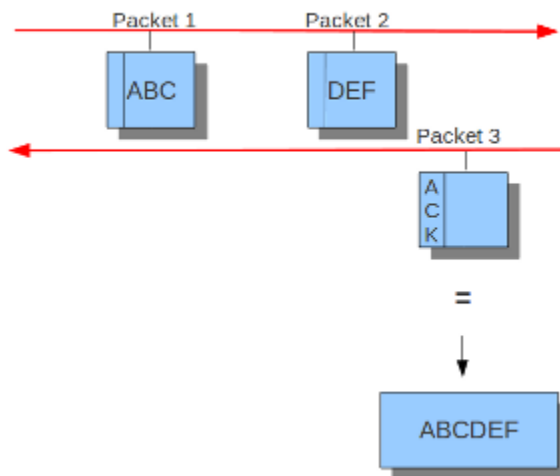 Packet 1 Packet 2
ABC DEF
Packet 3
A
C
K
=
ABCDEF